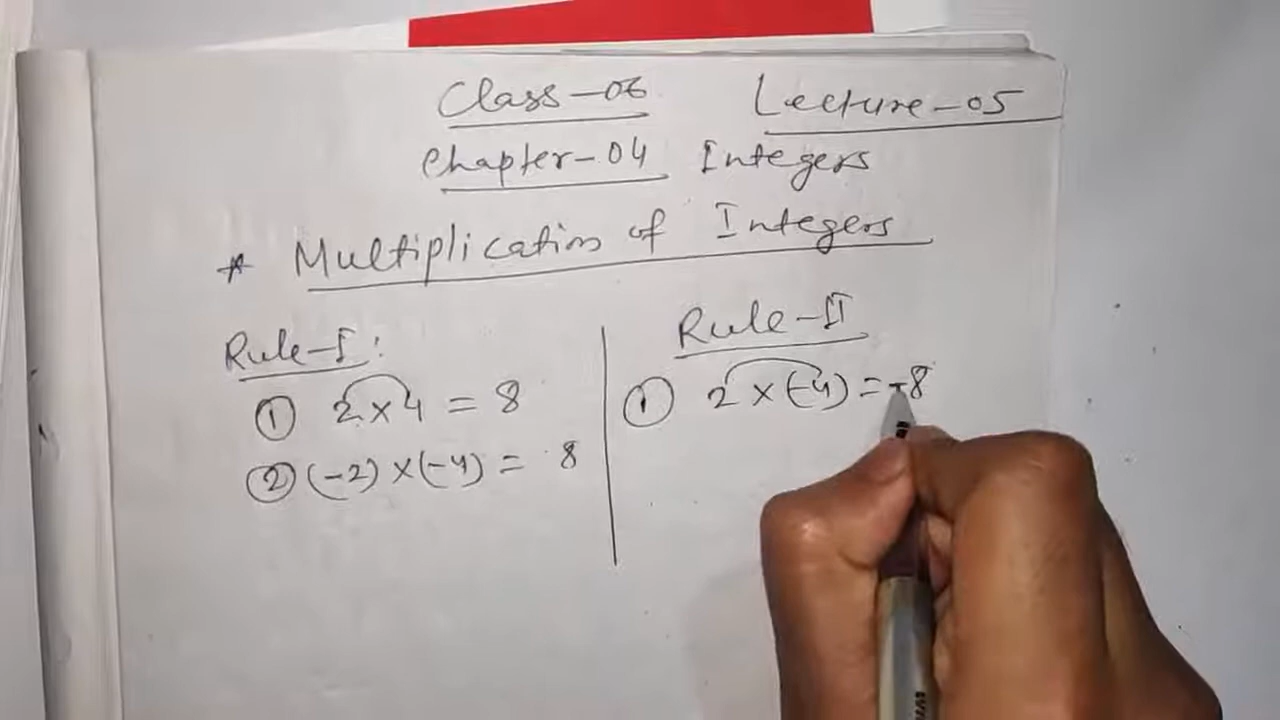 Class-06 Lecture-05
Chapter-04 Integers
* Multiplication of Integers
Rule-I:
① 2 × 4 = 8
② (-2) × (-4) = 8
Rule-II
① 2 × (-4) = -8